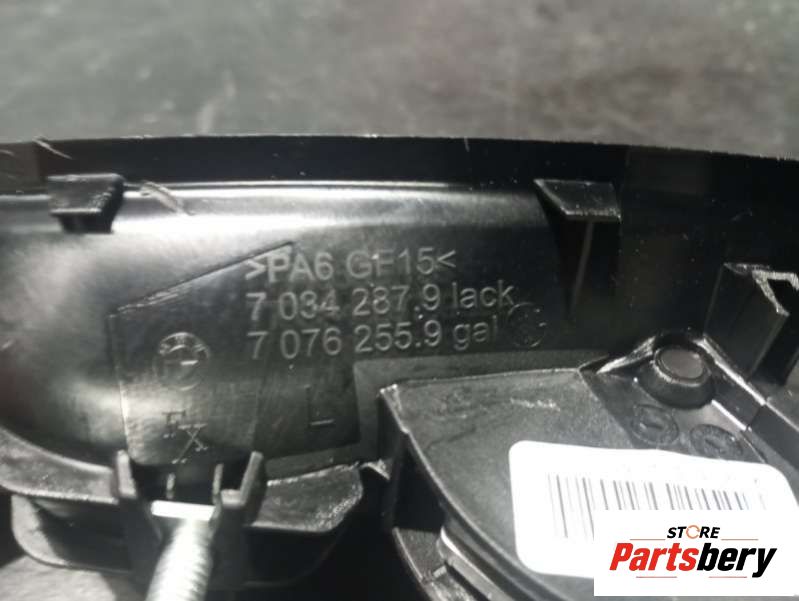 >PA6 GF15<
7 034 287.9 lack
7 076 255.9 gal
FX
L
STORE
Partsbery